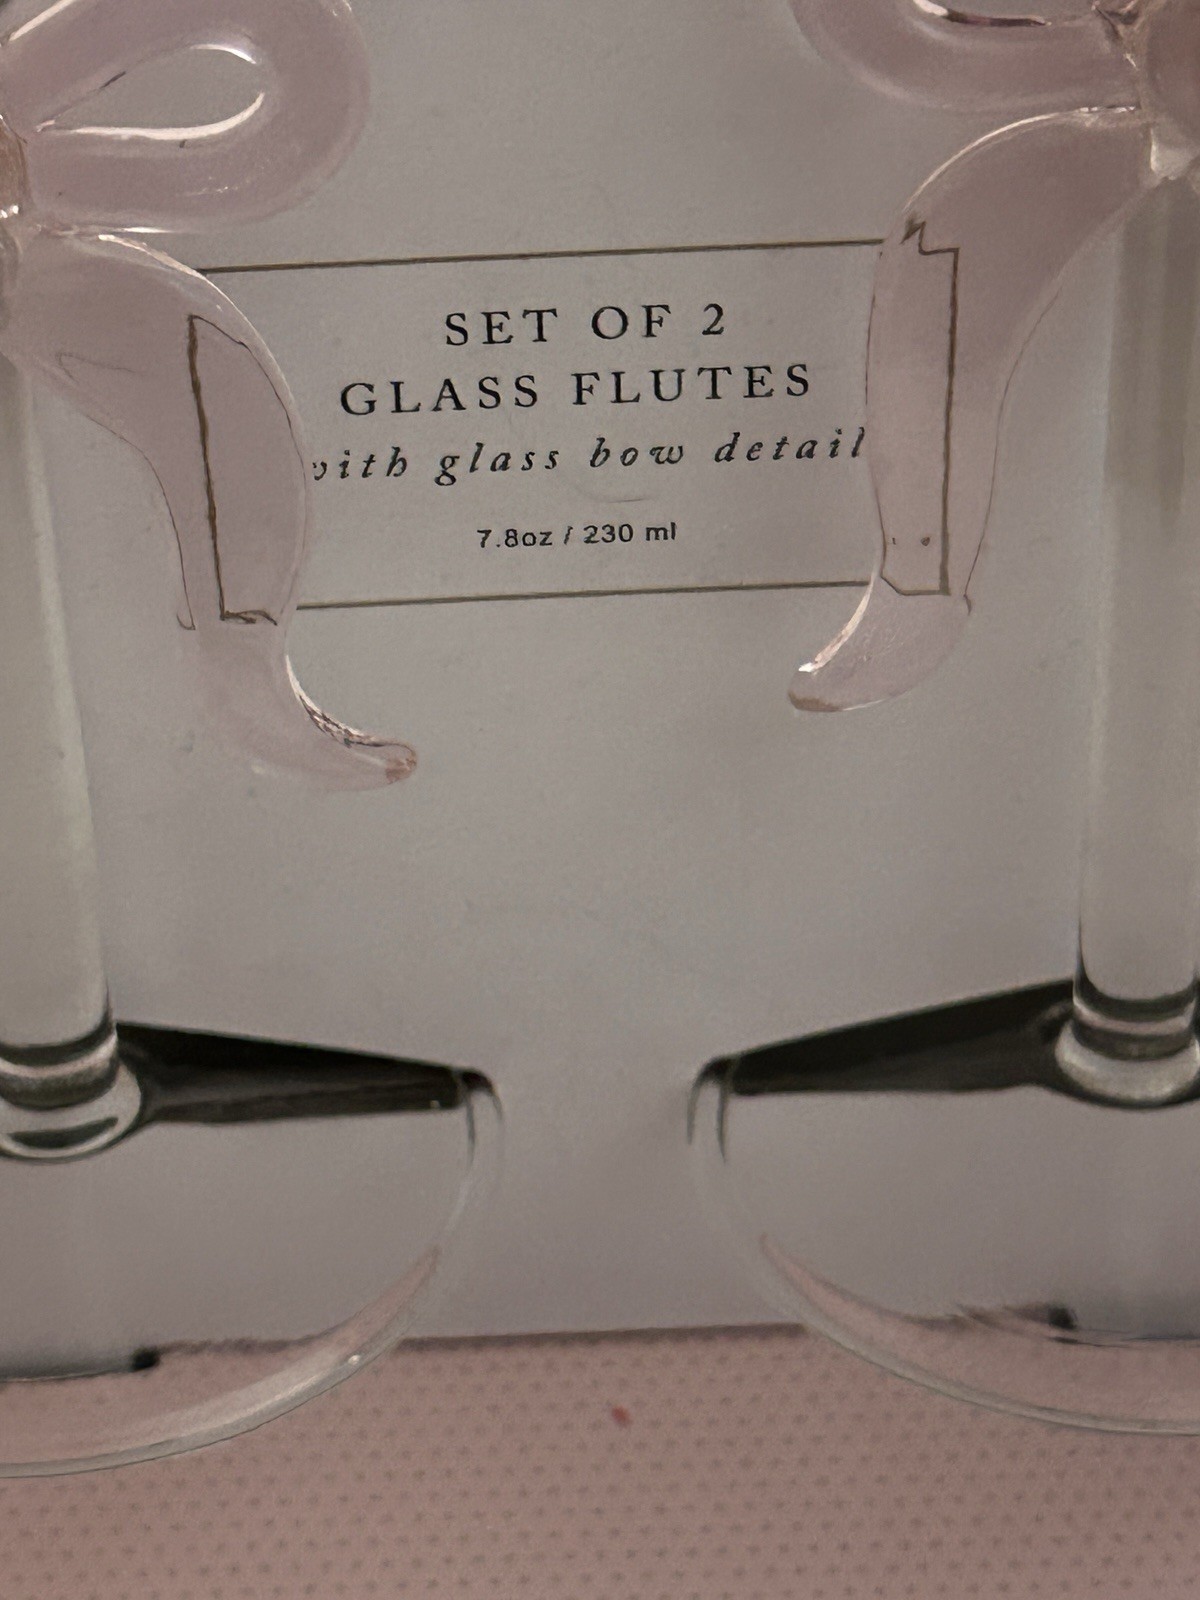 SET OF 2
GLASS FLUTES
with glass bow detail
7.8oz / 230 ml